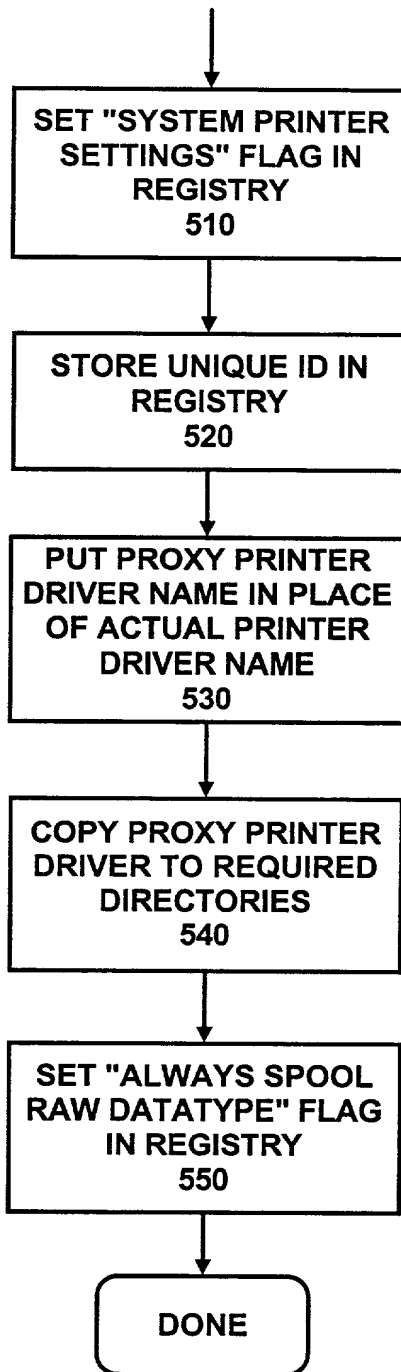 SET "SYSTEM PRINTER
SETTINGS" FLAG IN
REGISTRY
510
STORE UNIQUE ID IN
REGISTRY
520
PUT PROXY PRINTER
DRIVER NAME IN PLACE
OF ACTUAL PRINTER
DRIVER NAME
530
COPY PROXY PRINTER
DRIVER TO REQUIRED
DIRECTORIES
540
SET "ALWAYS SPOOL
RAW DATATYPE" FLAG
IN REGISTRY
550
DONE